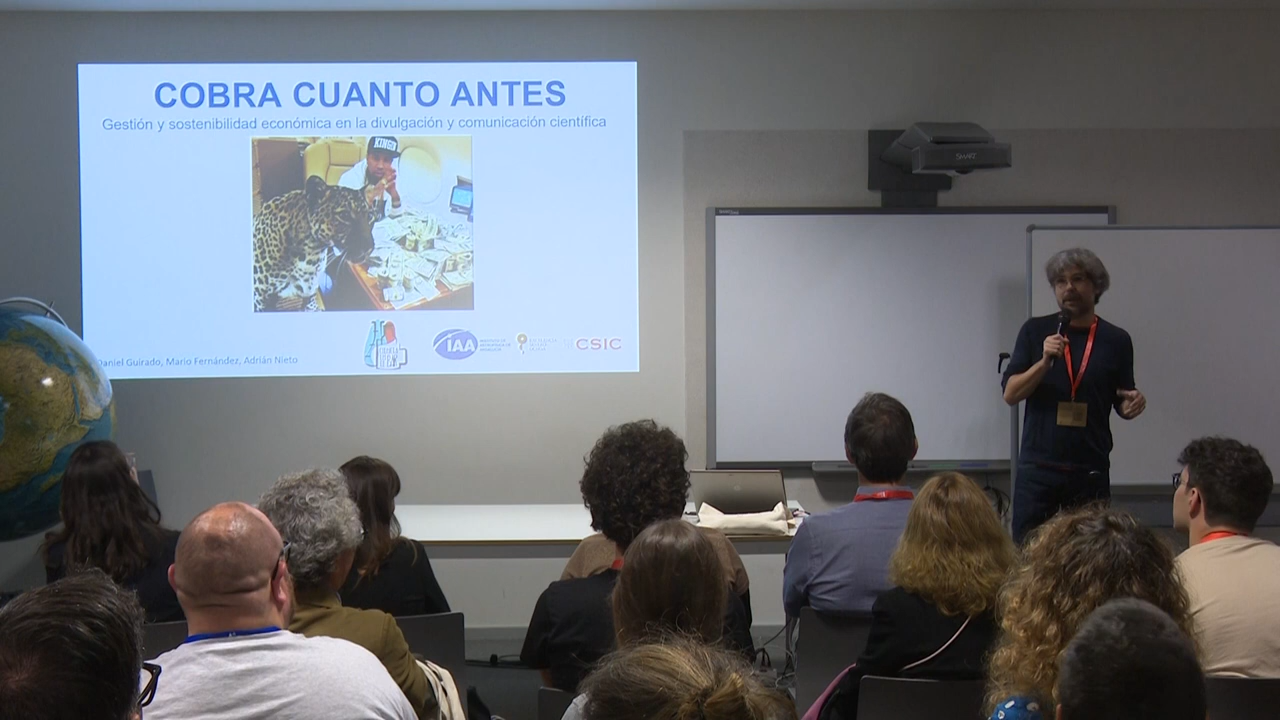 COBRA CUANTO ANTES
Gestión y sostenibilidad económica en la divulgación y comunicación científica
KINGIN
Daniel Guirado, Mario Fernández, Adrián Nieto
IAA
CSIC
SMART